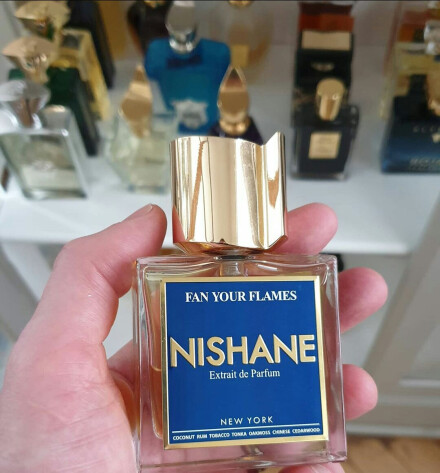 FAN YOUR FLAMES
NISHANE
Extrait de Parfum
NEW YORK
COCONUT RUM TOBACCO TONKA OAKMOSS CHINESE CEDARWOOD